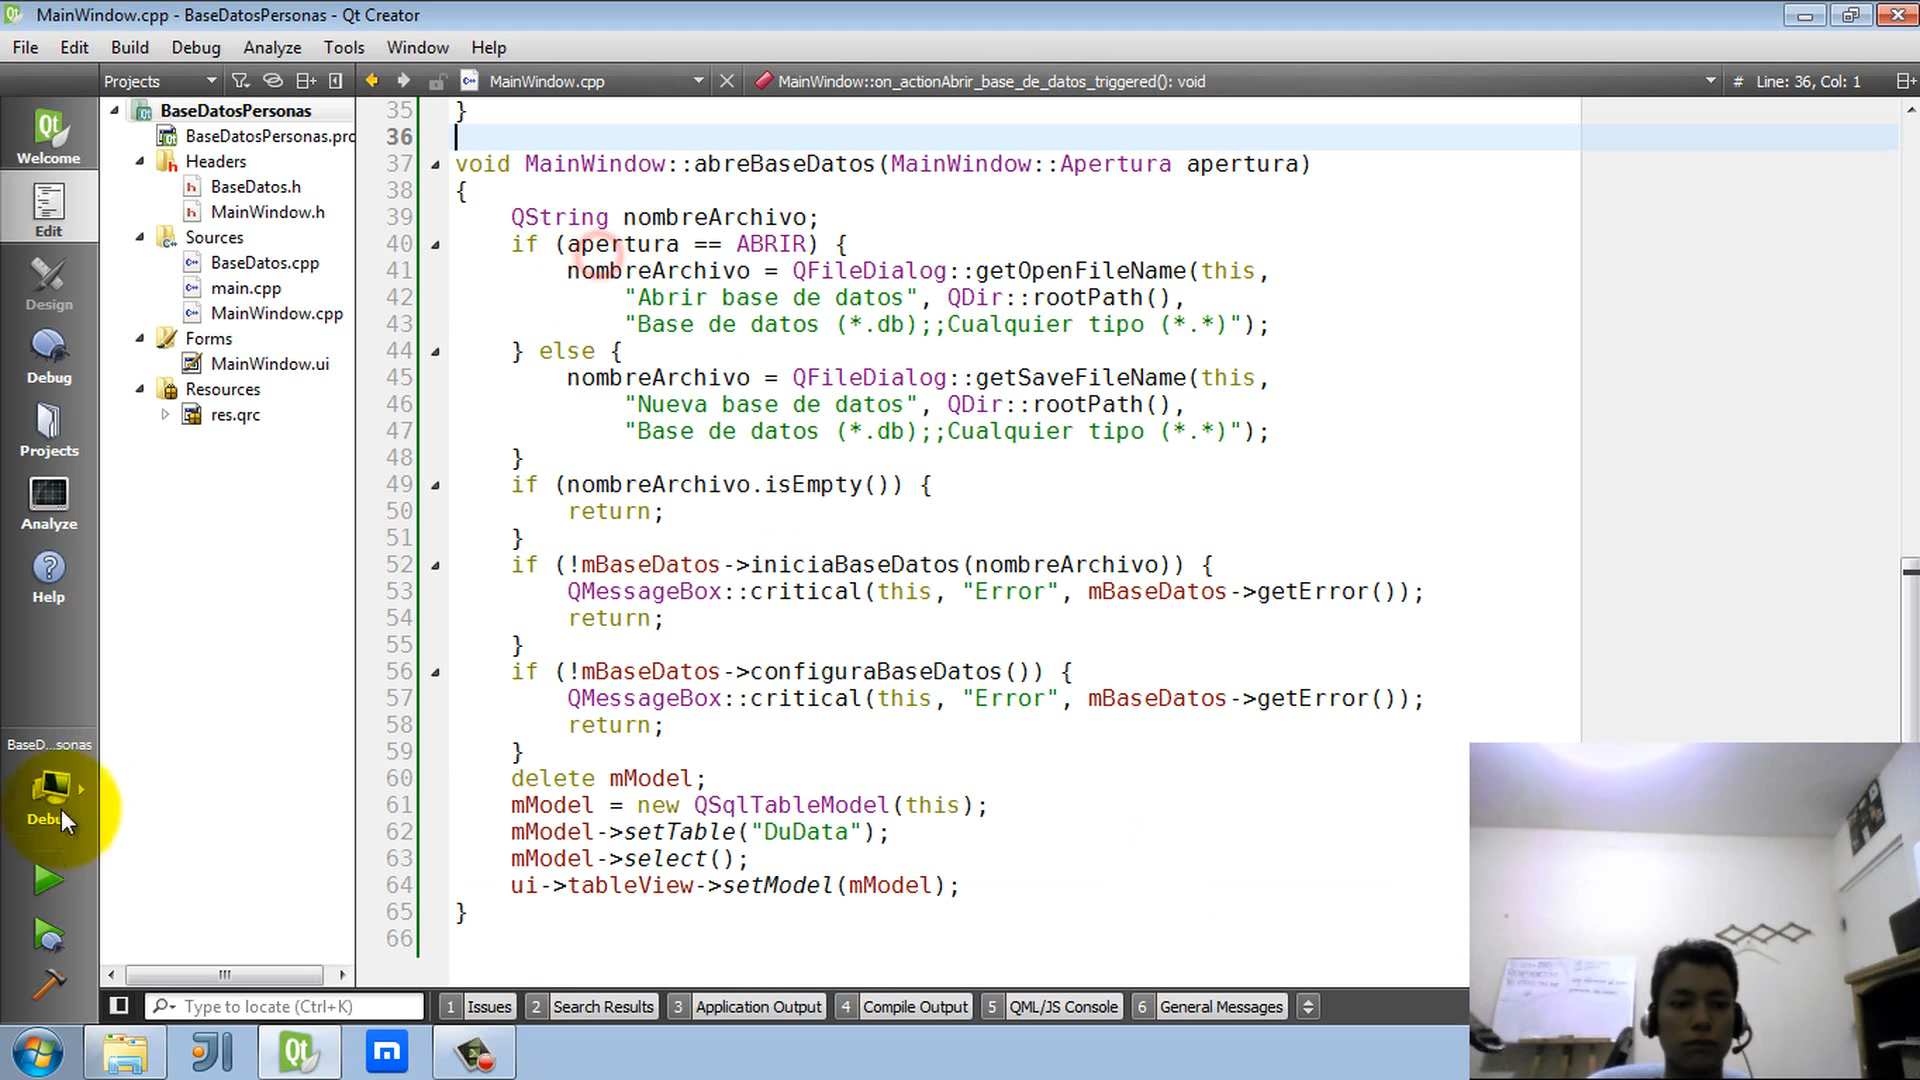 MainWindow.cpp - BaseDatosPersonas - Qt Creator
File Edit Build Debug Analyze Tools Window Help
Projects MainWindow.cpp MainWindow::on_actionAbrir_base_de_datos_triggered(): void # Line: 36, Col: 1
Welcome
Edit
Design
Debug
Projects
Analyze
Help
BaseD...sonas
Debu
BaseDatosPersonas
BaseDatosPersonas.pro
Headers
BaseDatos.h
MainWindow.h
Sources
BaseDatos.cpp
main.cpp
MainWindow.cpp
Forms
MainWindow.ui
Resources
res.qrc
35 }
36
37 void MainWindow::abreBaseDatos(MainWindow::Apertura apertura)
38 {
39 QString nombreArchivo;
40 if (apertura == ABRIR) {
41 nombreArchivo = QFileDialog::getOpenFileName(this,
42 "Abrir base de datos", QDir::rootPath(),
43 "Base de datos (*.db);;Cualquier tipo (*.*)");
44 } else {
45 nombreArchivo = QFileDialog::getSaveFileName(this,
46 "Nueva base de datos", QDir::rootPath(),
47 "Base de datos (*.db);;Cualquier tipo (*.*)");
48 }
49 if (nombreArchivo.isEmpty()) {
50 return;
51 }
52 if (!mBaseDatos->iniciaBaseDatos(nombreArchivo)) {
53 QMessageBox::critical(this, "Error", mBaseDatos->getError());
54 return;
55 }
56 if (!mBaseDatos->configuraBaseDatos()) {
57 QMessageBox::critical(this, "Error", mBaseDatos->getError());
58 return;
59 }
60 delete mModel;
61 mModel = new QSqlTableModel(this);
62 mModel->setTable("DuData");
63 mModel->select();
64 ui->tableView->setModel(mModel);
65 }
66
Type to locate (Ctrl+K) 1 Issues 2 Search Results 3 Application Output 4 Compile Output 5 QML/JS Console 6 General Messages